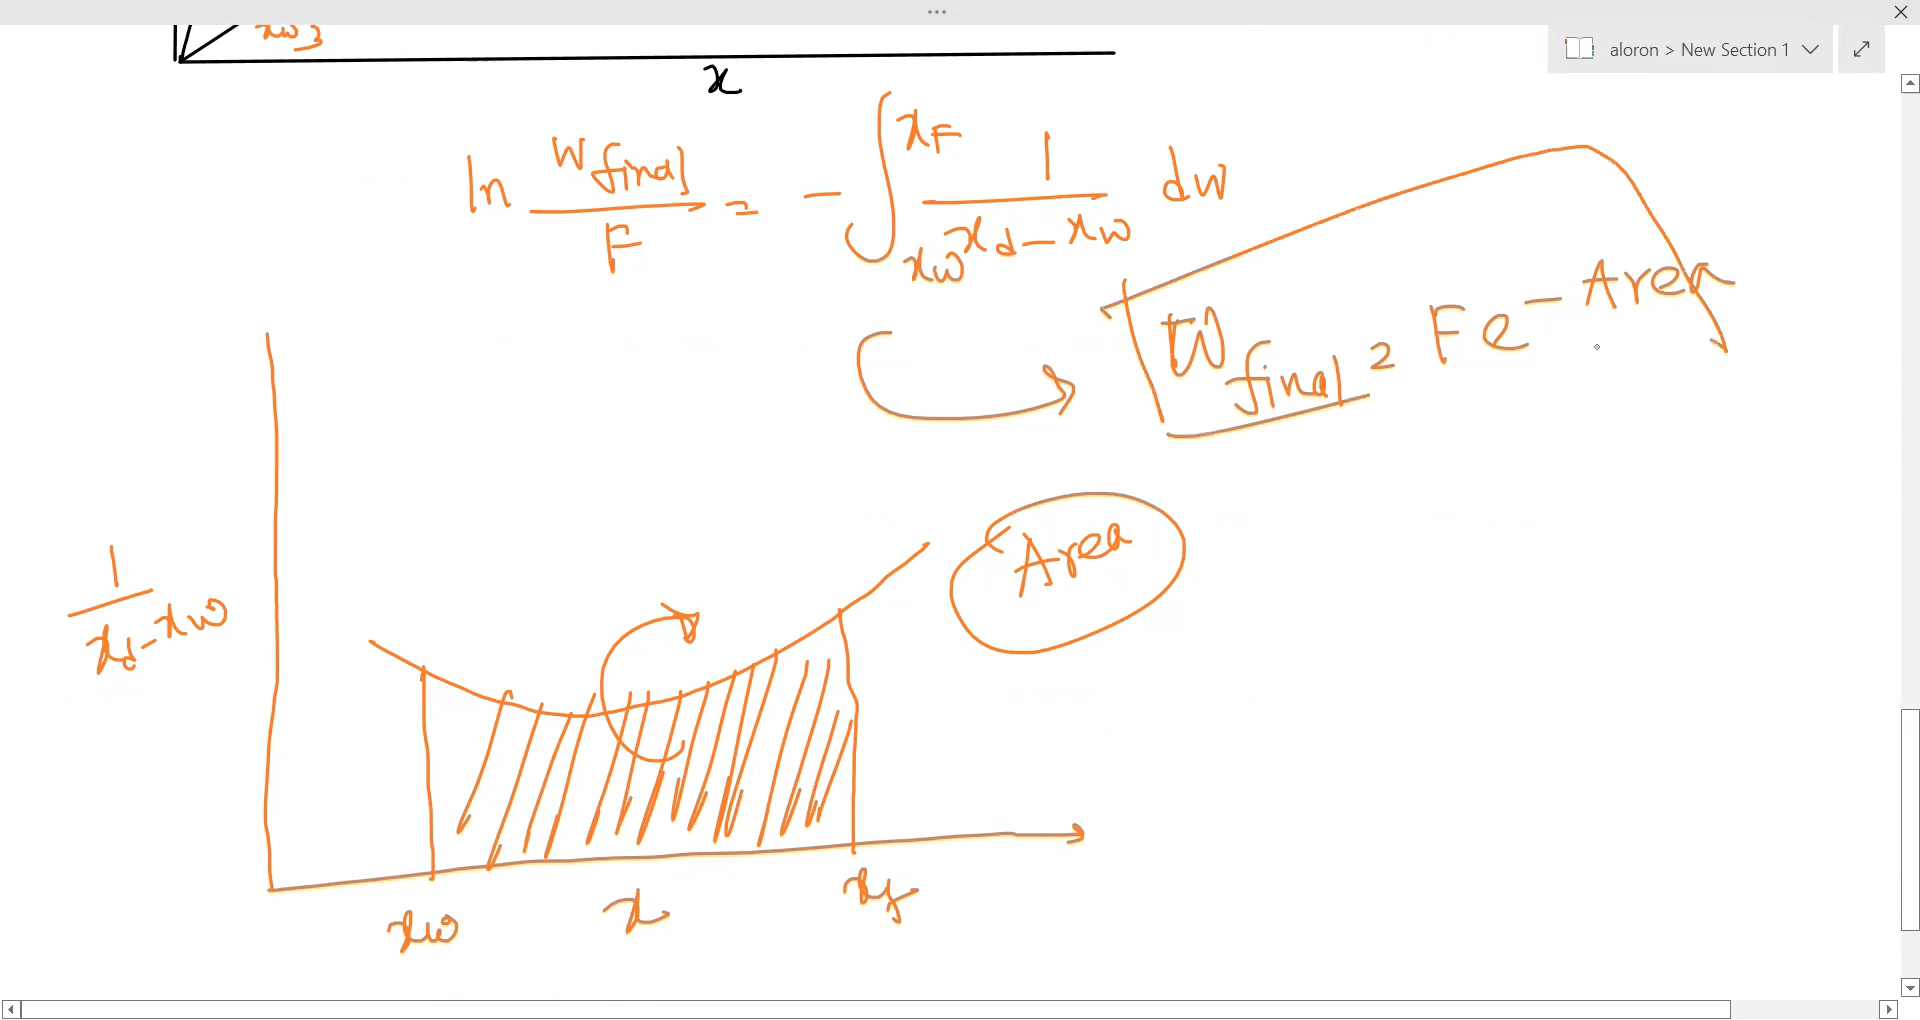 xw3
aloron > New Section 1
x
ln Wfinal / F = - ∫ xF xw 1 / xd - xw dw
Wfinal = Fe^- Area
Area
1 / xd - xw
xw x xf